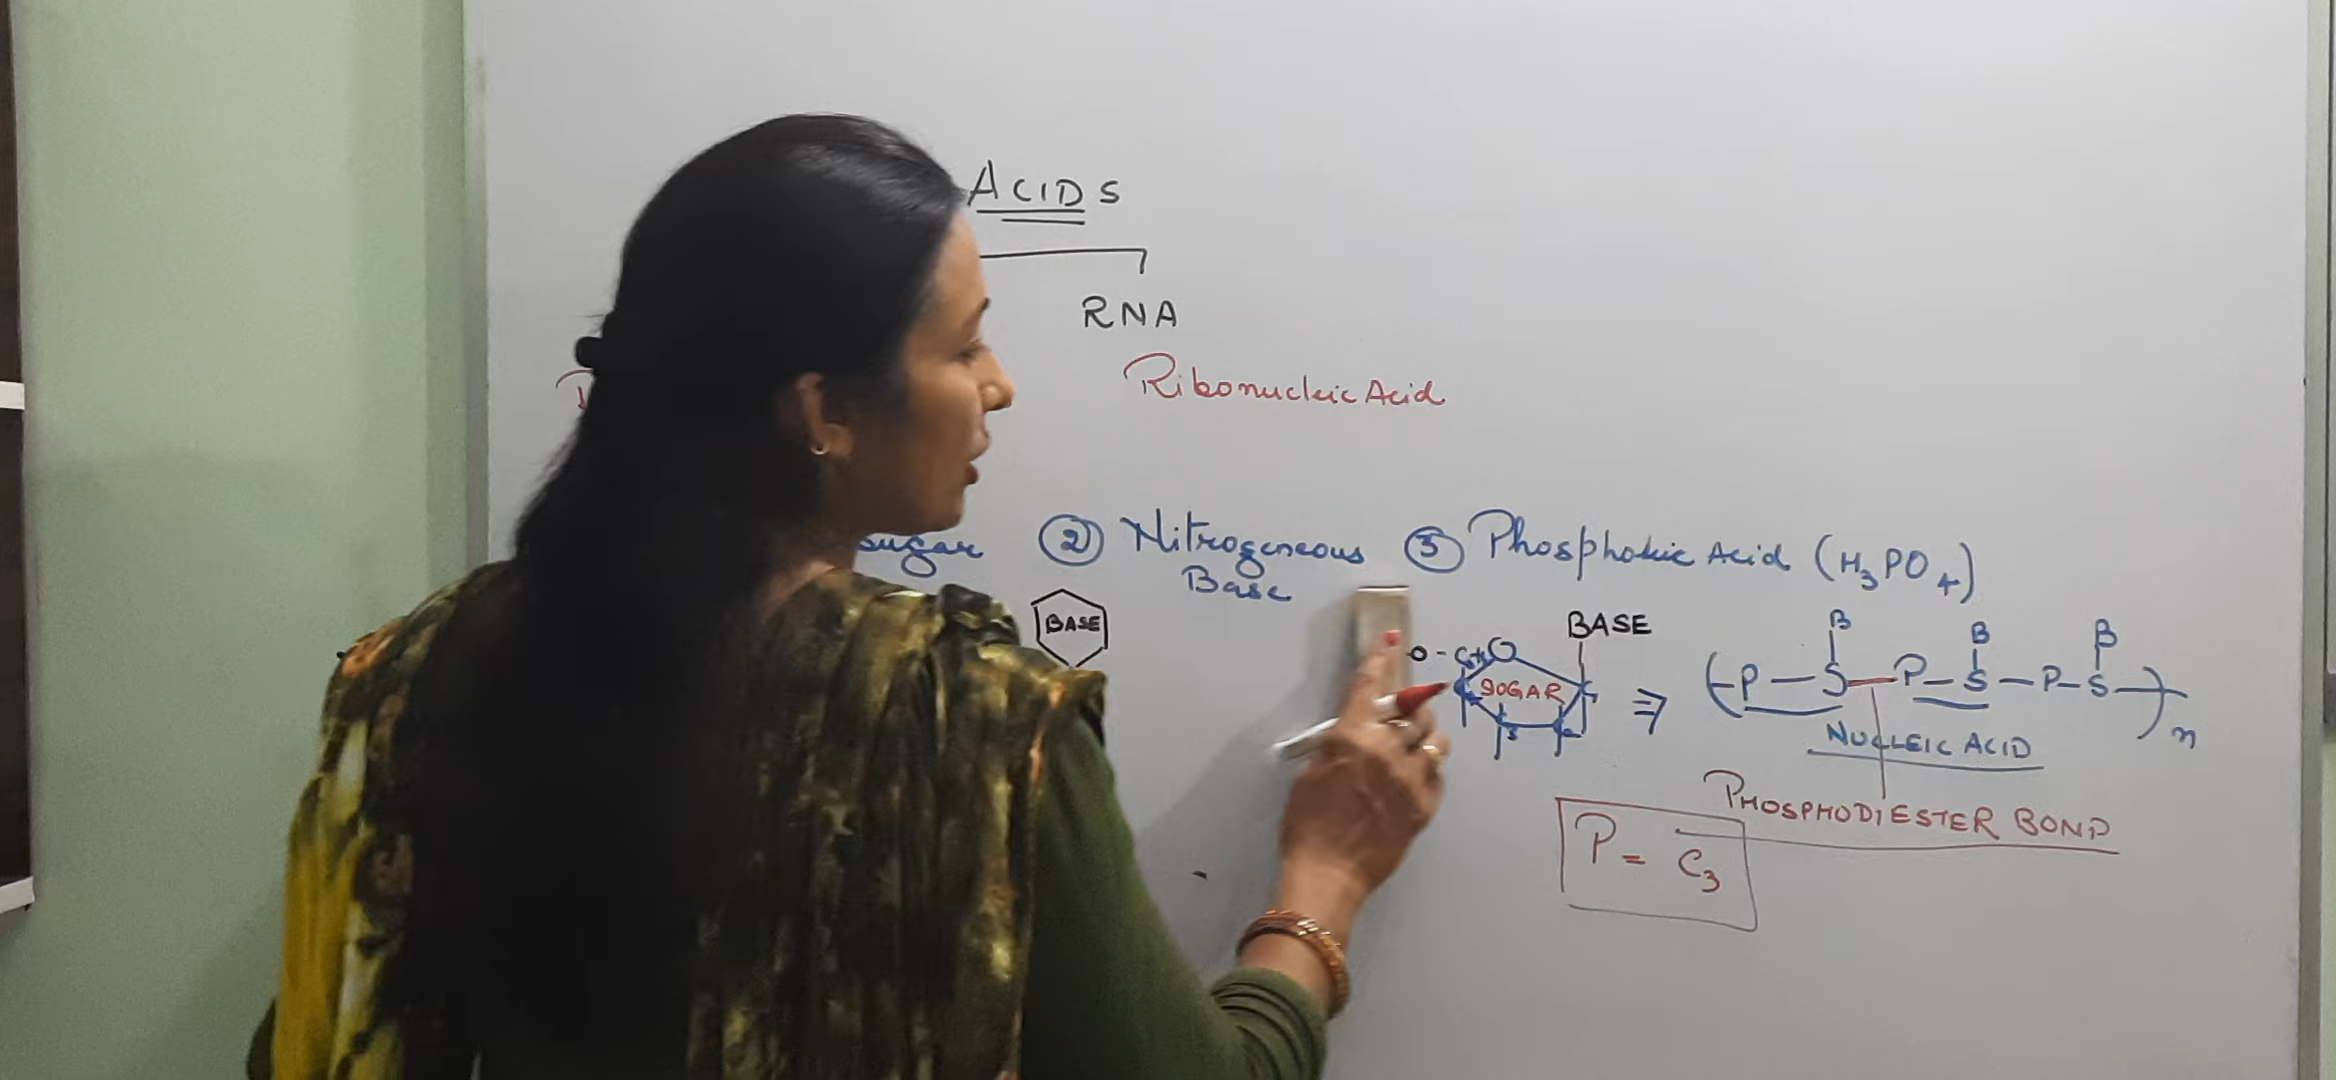 ACIDS
RNA
Ribonucleic Acid
Sugar ② Nitrogeneous ③ Phosphoric Acid (H₃PO₄)
Base
BASE
BASE
O - CH O
SUGAR ⇒ (-P - S - P - S - P - S -)n
B B B
NUCLEIC ACID
PHOSPHODIESTER BOND
P = C₃